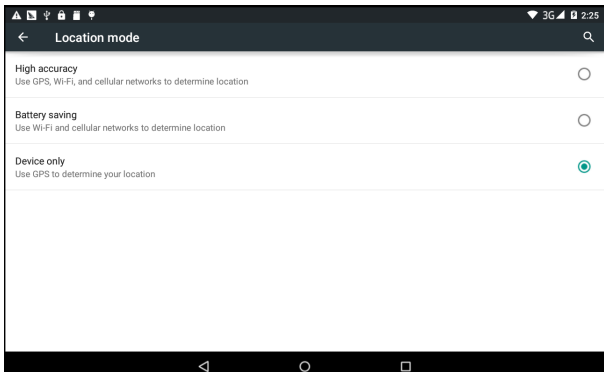 3G 2:25
Location mode
High accuracy
Use GPS, Wi-Fi, and cellular networks to determine location
Battery saving
Use Wi-Fi and cellular networks to determine location
Device only
Use GPS to determine your location